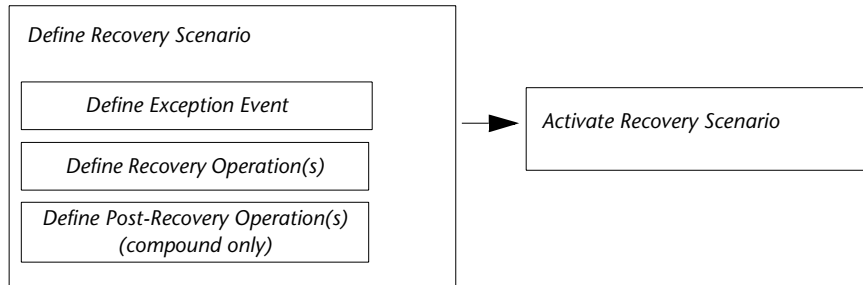 Define Recovery Scenario
Define Exception Event
Define Recovery Operation(s)
Define Post-Recovery Operation(s)
(compound only)
Activate Recovery Scenario